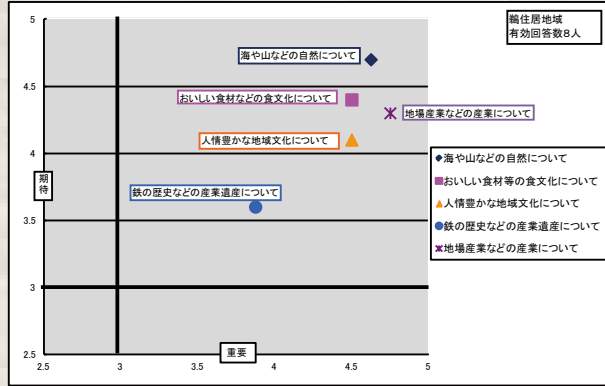 鵜住居地域
有効回答数8人
5
海や山などの自然について
4.5
おいしい食材などの食文化について
地場産業などの産業について
人情豊かな地域文化について
4
期待
鉄の歴史などの産業遺産について
3.5
3
2.5
重要
2.5
3
3.5
4
4.5
5
海や山などの自然について
おいしい食材等の食文化について
人情豊かな地域文化について
鉄の歴史などの産業遺産について
地場産業などの産業について